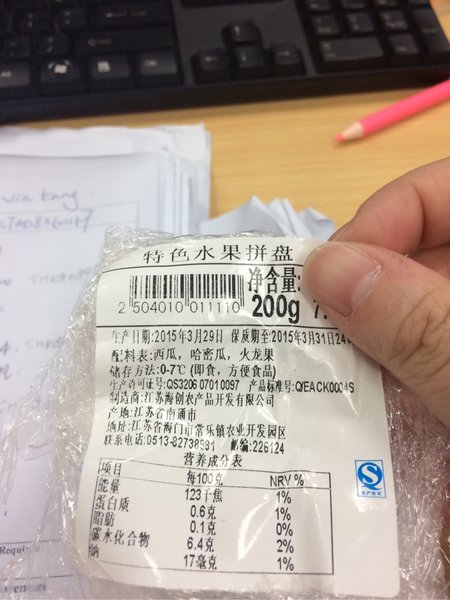 特色水果拼盘
净含量:
2 504010 011110
200g
生产日期:2015年3月29 保质期至2015年3月31日24
配料表:西瓜，哈密瓜，火龙果
储存方法:0-7℃ (即食，方便食品)
生产许可证号:QS3206 0701 0097 产品标准号:Q/EACK0004S
制造商:江苏海创农产品开发有限公司
产地:江苏省南通市
地址:江苏省海门市常乐镇农业开发园区
联系电话:0513-82738981 邮编:226124
营养成分表
项目 每100克 NRV %
能量 123千焦 1%
蛋白质 0.6克 1%
脂肪 0.1克 0%
碳水化合物 6.4克 2%
钠 17毫克 1%
QS
生产许可